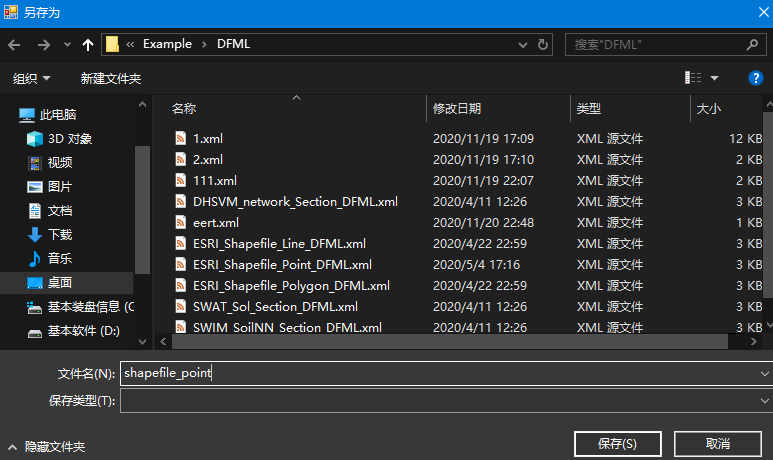 另存为
« Example › DFML
搜索"DFML"
组织
新建文件夹
名称 修改日期 类型 大小
此电脑
3D 对象
视频
图片
文档
下载
音乐
桌面
基本装盘信息 (C
基本软件 (D:)
1.xml 2020/11/19 17:09 XML 源文件 12 KB
2.xml 2020/11/19 17:10 XML 源文件 2 KB
111.xml 2020/11/19 22:07 XML 源文件 2 KB
DHSVM_network_Section_DFML.xml 2020/4/11 12:26 XML 源文件 3 KB
eert.xml 2020/11/20 22:48 XML 源文件 1 KB
ESRI_Shapefile_Line_DFML.xml 2020/4/22 22:59 XML 源文件 3 KB
ESRI_Shapefile_Point_DFML.xml 2020/5/4 17:16 XML 源文件 3 KB
ESRI_Shapefile_Polygon_DFML.xml 2020/4/22 22:59 XML 源文件 3 KB
SWAT_Sol_Section_DFML.xml 2020/4/11 12:26 XML 源文件 3 KB
SWIM_SoilNN_Section_DFML.xml 2020/4/11 12:26 XML 源文件 3 KB
文件名(N): shapefile_point
保存类型(T):
隐藏文件夹
保存(S)
取消